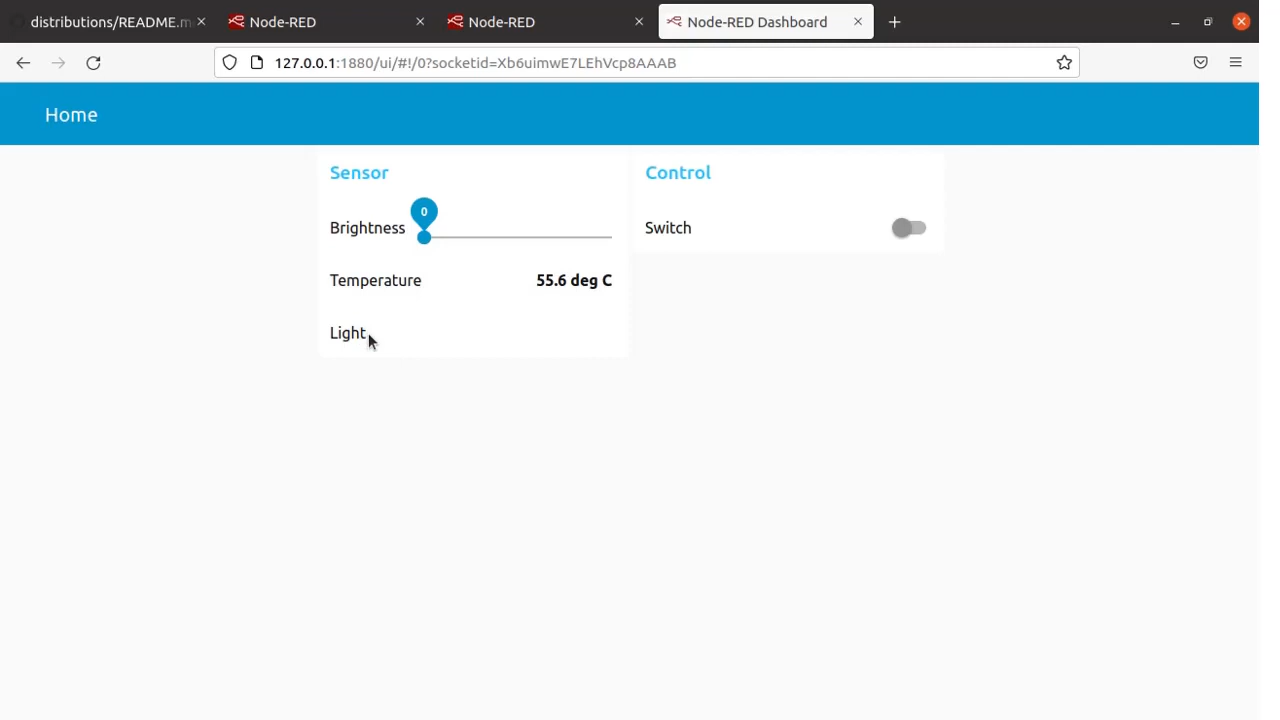 distributions/README.m
Node-RED
Node-RED
Node-RED Dashboard
127.0.0.1:1880/ui/#!/0?socketid=Xb6uimwE7LEhVcp8AAAB
Home
Sensor
Brightness
0
Temperature
55.6 deg C
Light
Control
Switch